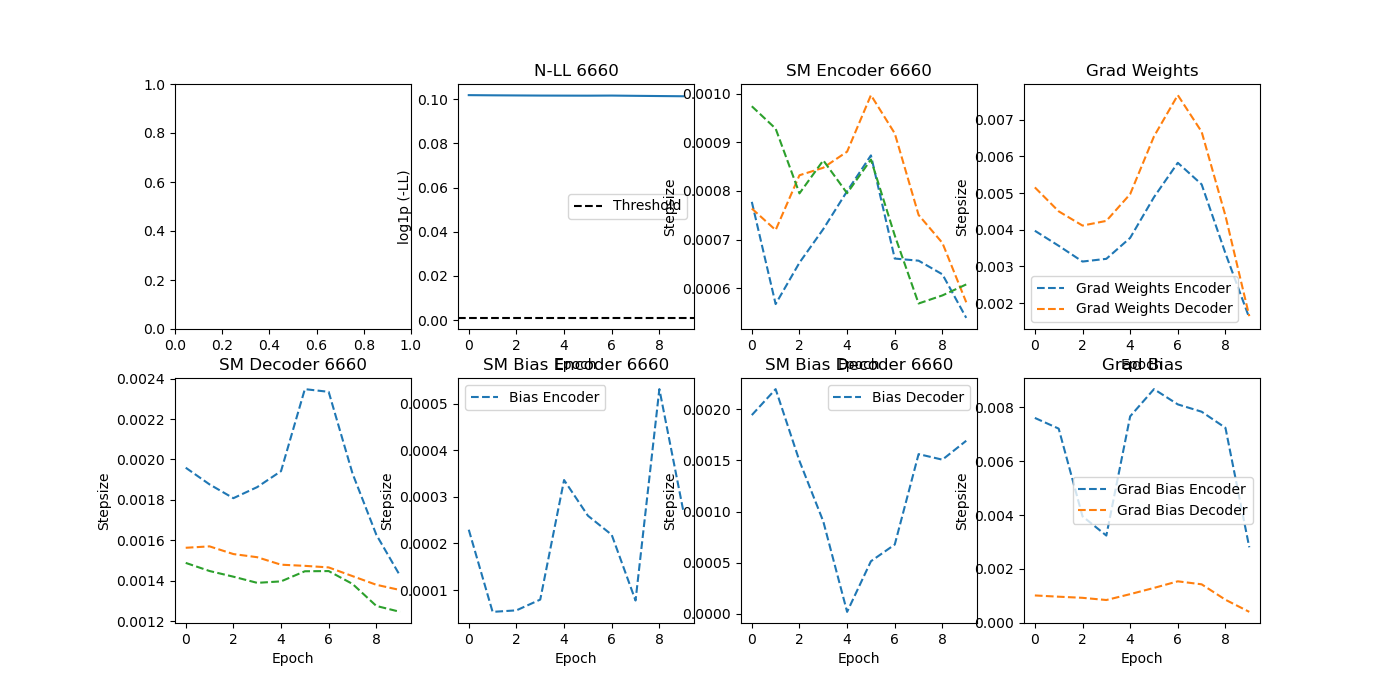 N-LL 6660
SM Encoder 6660
Grad Weights
1.0
0.8
0.6
0.4
0.2
0.0
0.0 0.2 0.4 0.6 0.8 1.0
log1p (-LL)
0.10
0.08
0.06
0.04
0.02
0.00
Threshold
0 2 4 6 8
Epoch
Stepsize
0.0010
0.0009
0.0008
0.0007
0.0006
0 2 4 6 8
Epoch
Stepsize
0.007
0.006
0.005
0.004
0.003
0.002
Grad Weights Encoder
Grad Weights Decoder
0 2 4 6 8
Epoch
SM Decoder 6660
SM Bias Encoder 6660
SM Bias Decoder 6660
Grad Bias
Stepsize
0.0024
0.0022
0.0020
0.0018
0.0016
0.0014
0.0012
0 2 4 6 8
Epoch
Stepsize
0.0005
0.0004
0.0003
0.0002
0.0001
Bias Encoder
0 2 4 6 8
Epoch
Stepsize
0.0020
0.0015
0.0010
0.0005
0.0000
Bias Decoder
0 2 4 6 8
Epoch
Stepsize
0.008
0.006
0.004
0.002
0.000
Grad Bias Encoder
Grad Bias Decoder
0 2 4 6 8
Epoch